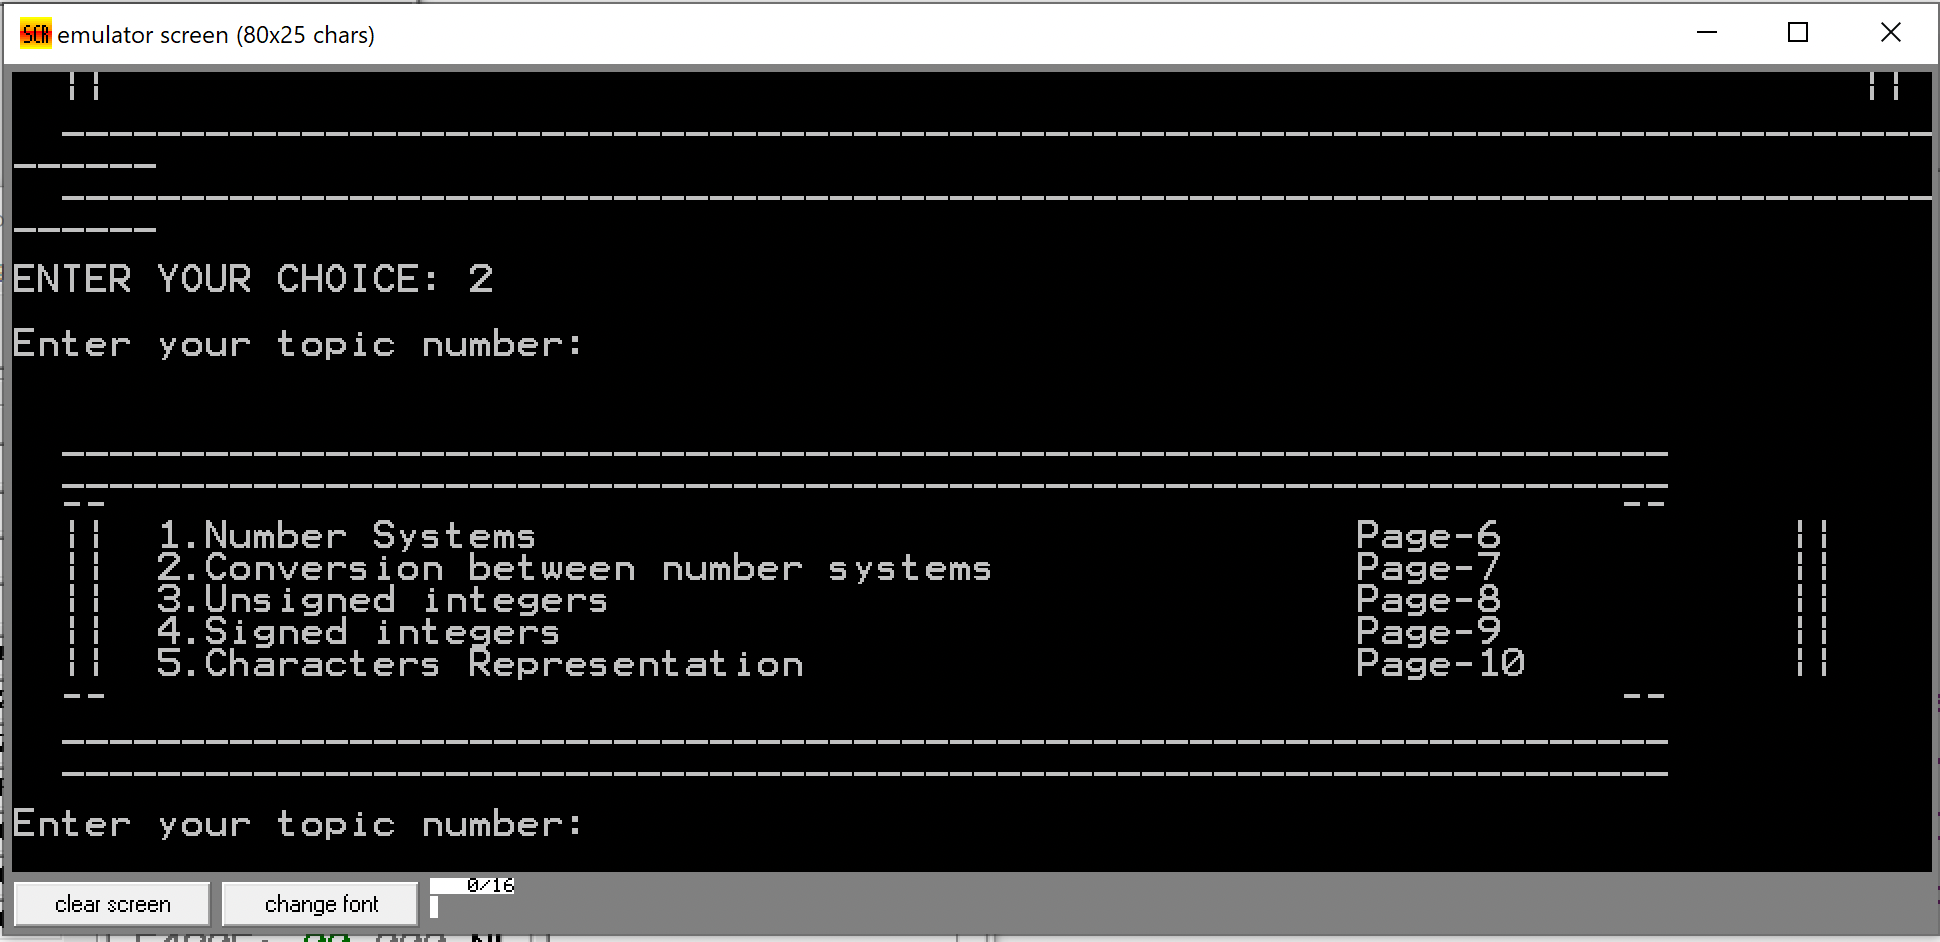 SCR emulator screen (80x25 chars)
|| ||
------------------------------------------------------------------------------
------
------------------------------------------------------------------------------
------
ENTER YOUR CHOICE: 2
Enter your topic number:
-------------------------------------------------------------------
-------------------------------------------------------------------
-- --
|| 1.Number Systems Page-6 ||
|| 2.Conversion between number systems Page-7 ||
|| 3.Unsigned integers Page-8 ||
|| 4.Signed integers Page-9 ||
|| 5.Characters Representation Page-10 ||
-- --
-------------------------------------------------------------------
-------------------------------------------------------------------
Enter your topic number:
clear screen change font 0/16